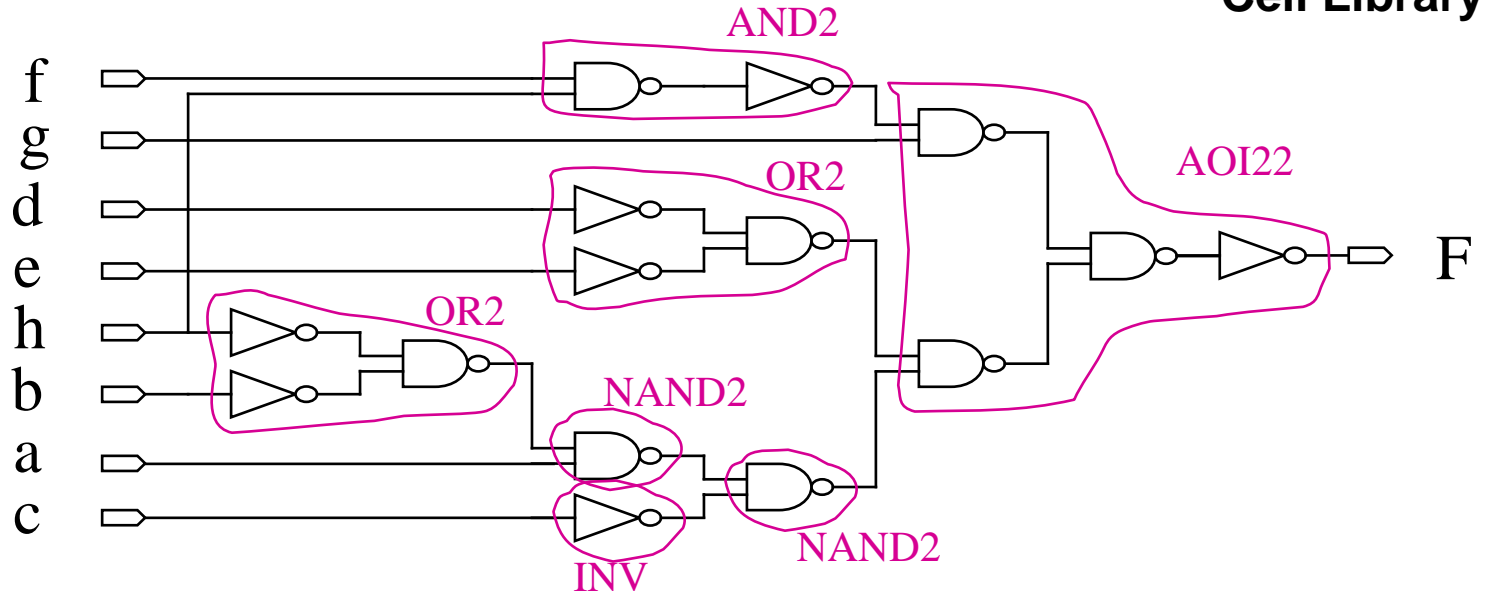 Cell Library
AND2
f
g
AOI22
OR2
d
e
F
OR2
h
b
NAND2
a
c
NAND2
INV